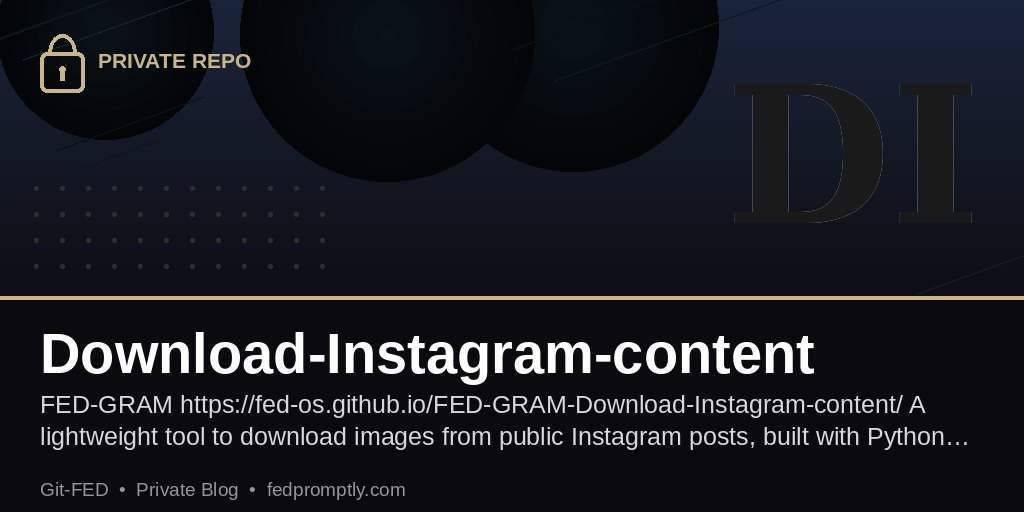 PRIVATE REPO
DI
Download-Instagram-content
FED-GRAM https://fed-os.github.io/FED-GRAM-Download-Instagram-content/ A
lightweight tool to download images from public Instagram posts, built with Python…
Git-FED • Private Blog • fedpromptly.com